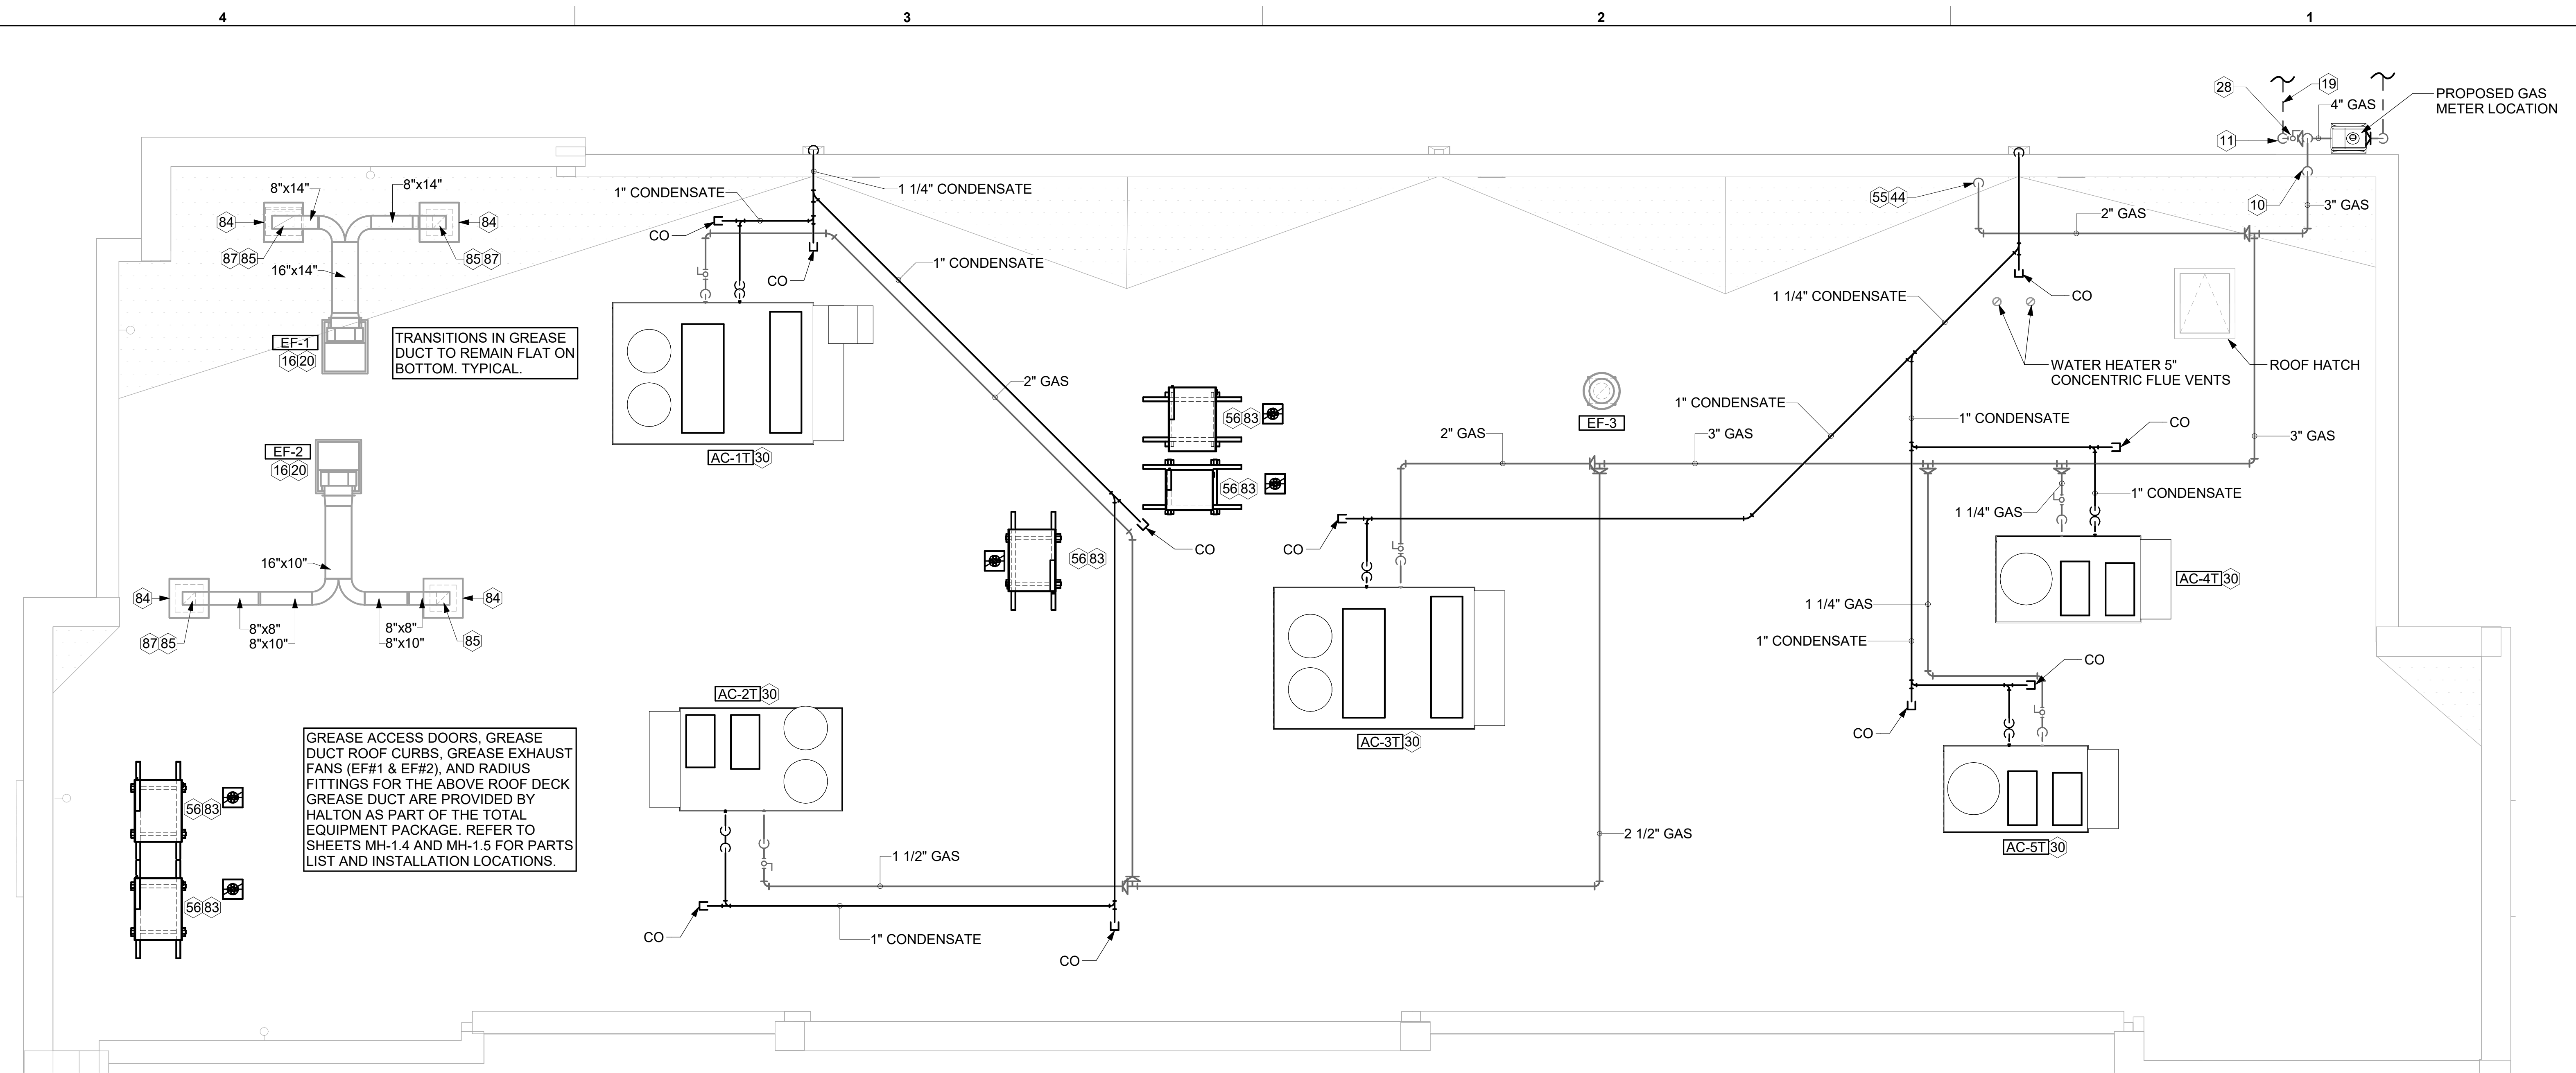 4
3
2
1
28
19
4" GAS
PROPOSED GAS
METER LOCATION
11
10
3" GAS
55 44
2" GAS
8"x14"
8"x14"
84
84
87 85
85 87
16"x14"
EF-1
16 20
TRANSITIONS IN GREASE
DUCT TO REMAIN FLAT ON
BOTTOM. TYPICAL.
1" CONDENSATE
1 1/4" CONDENSATE
CO
CO
1" CONDENSATE
2" GAS
AC-1T 30
1 1/4" CONDENSATE
CO
WATER HEATER 5"
CONCENTRIC FLUE VENTS
ROOF HATCH
EF-3
1" CONDENSATE
1" CONDENSATE
CO
2" GAS
3" GAS
3" GAS
56 83
56 83
56 83
CO
CO
1" CONDENSATE
1 1/4" GAS
AC-4T 30
1 1/4" GAS
1" CONDENSATE
CO
CO
AC-3T 30
AC-5T 30
EF-2
16 20
16"x10"
84
84
8"x8"
8"x10"
8"x8"
8"x10"
87 85
85
AC-2T 30
GREASE ACCESS DOORS, GREASE
DUCT ROOF CURBS, GREASE EXHAUST
FANS (EF#1 & EF#2), AND RADIUS
FITTINGS FOR THE ABOVE ROOF DECK
GREASE DUCT ARE PROVIDED BY
HALTON AS PART OF THE TOTAL
EQUIPMENT PACKAGE. REFER TO
SHEETS MH-1.4 AND MH-1.5 FOR PARTS
LIST AND INSTALLATION LOCATIONS.
56 83
56 83
1 1/2" GAS
2 1/2" GAS
CO
1" CONDENSATE
CO